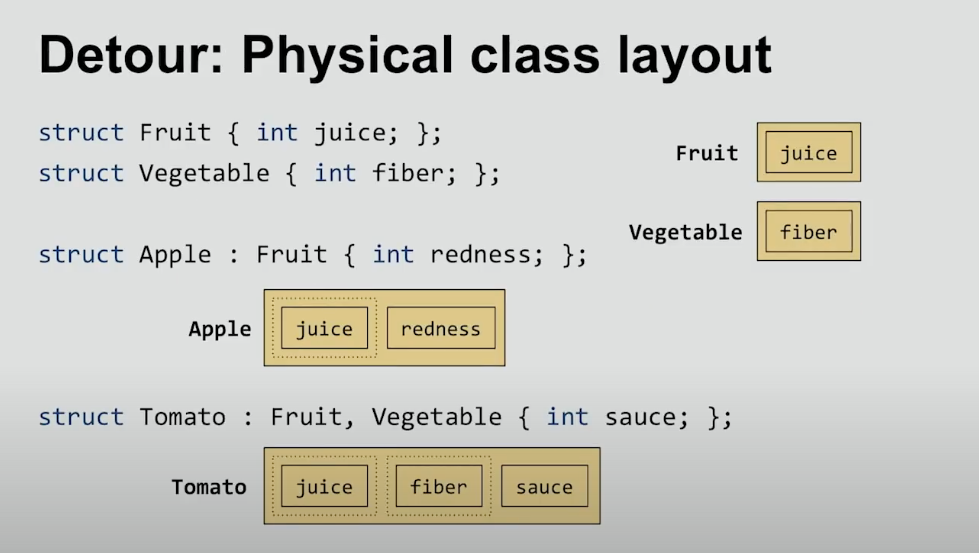 Detour: Physical class layout
struct Fruit { int juice; };
struct Vegetable { int fiber; };
Fruit juice
Vegetable fiber
struct Apple : Fruit { int redness; };
Apple juice redness
struct Tomato : Fruit, Vegetable { int sauce; };
Tomato juice fiber sauce